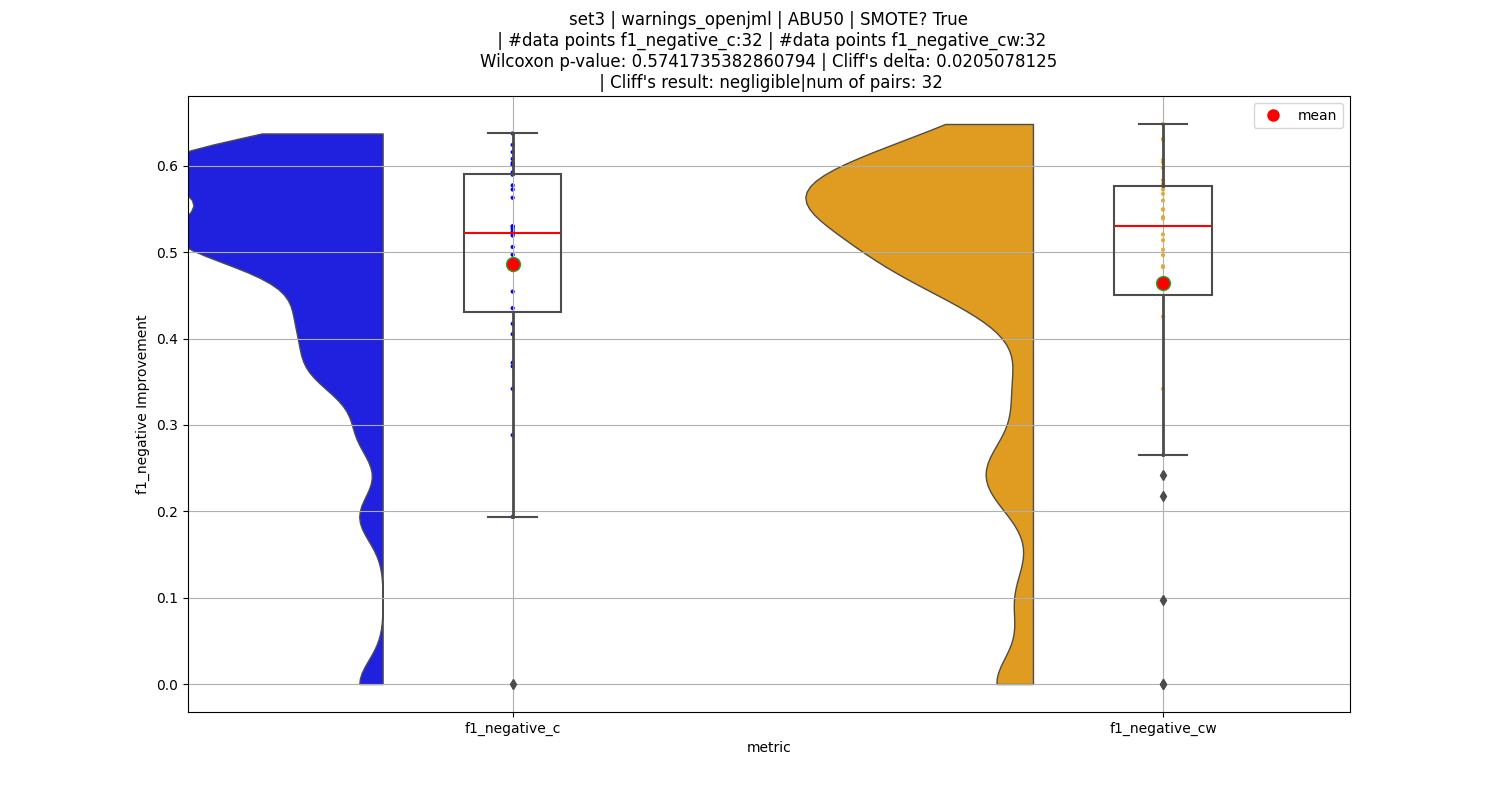 set3 | warnings_openjml | ABU50 | SMOTE? True
| #data points f1_negative_c:32 | #data points f1_negative_cw:32
Wilcoxon p-value: 0.5741735382860794 | Cliff's delta: 0.0205078125
| Cliff's result: negligible|num of pairs: 32
mean
0.6
0.5
0.4
0.3
0.2
0.1
0.0
f1_negative Improvement
f1_negative_c
f1_negative_cw
metric